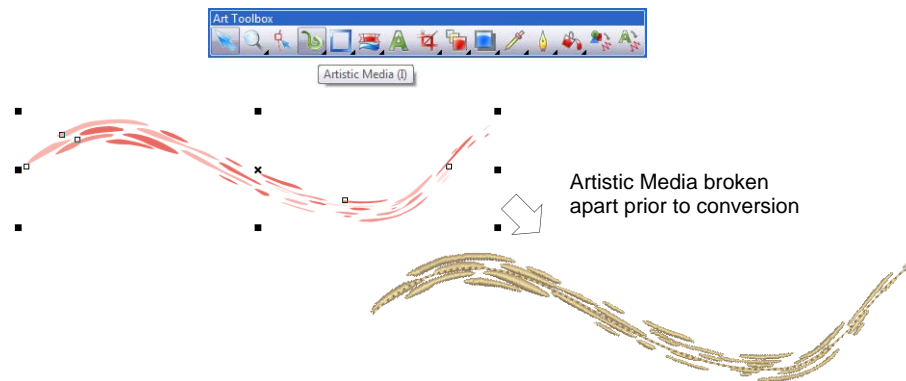 Art Toolbox
Artistic Media (I)
Artistic Media broken
apart prior to conversion